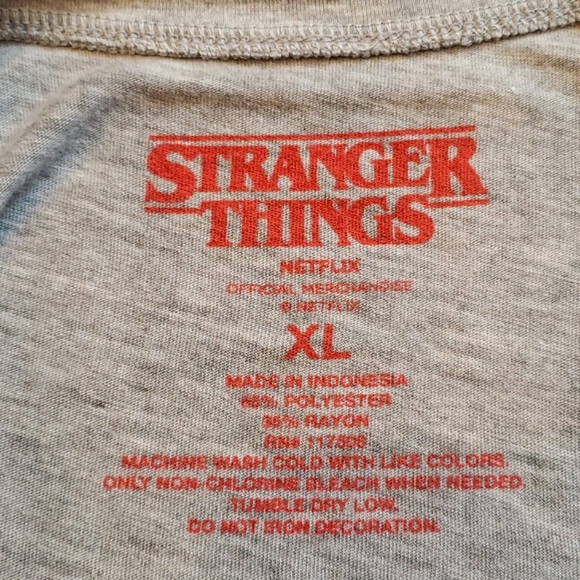 STRANGER
THINGS
NETFLIX
OFFICIAL MERCHANDISE
© NETFLIX
XL
MADE IN INDONESIA
65% POLYESTER
35% RAYON
RN# 117508
MACHINE WASH COLD WITH LIKE COLORS.
ONLY NON-CHLORINE BLEACH WHEN NEEDED.
TUMBLE DRY LOW.
DO NOT IRON DECORATION.